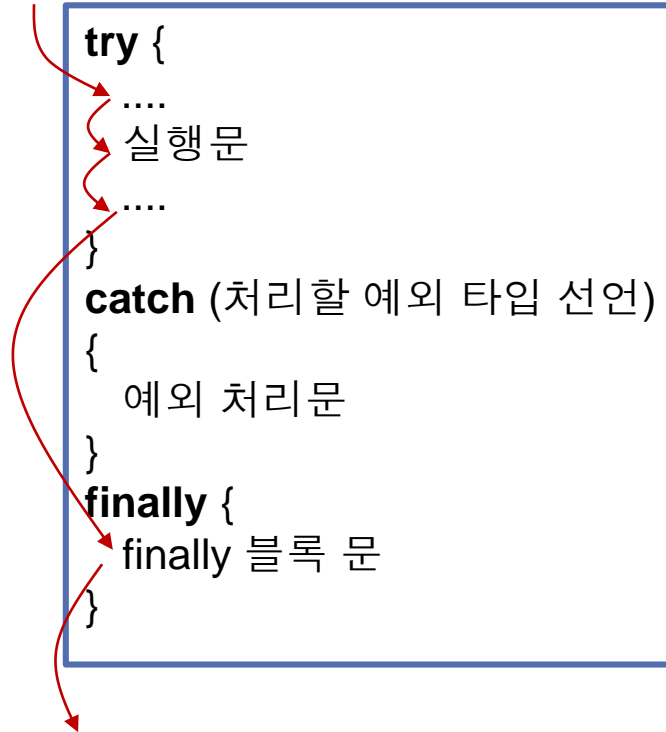 try {
....
실행문
....
}
catch (처리할 예외 타입 선언)
{
예외 처리문
}
finally {
finally 블록 문
}